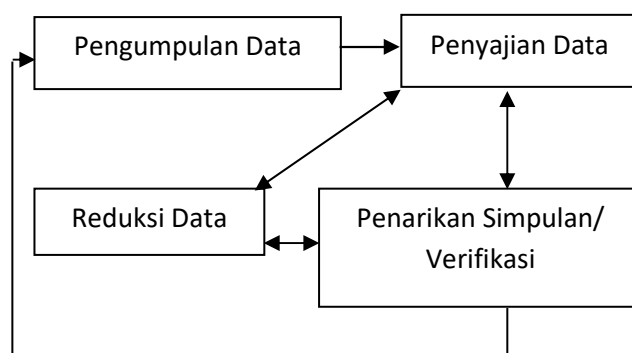 Pengumpulan Data
Penyajian Data
Reduksi Data
Penarikan Simpulan/
Verifikasi